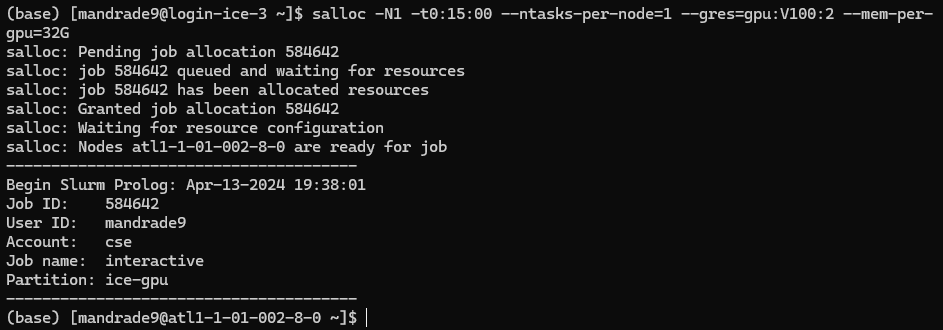 (base) [mandrade9@login-ice-3 ~]$ salloc -N1 -t0:15:00 --ntasks-per-node=1 --gres=gpu:V100:2 --mem-per-
gpu=32G
salloc: Pending job allocation 584642
salloc: job 584642 queued and waiting for resources
salloc: job 584642 has been allocated resources
salloc: Granted job allocation 584642
salloc: Waiting for resource configuration
salloc: Nodes atl1-1-01-002-8-0 are ready for job
---------------------------------------
Begin Slurm Prolog: Apr-13-2024 19:38:01
Job ID:    584642
User ID:   mandrade9
Account:   cse
Job name:  interactive
Partition: ice-gpu
---------------------------------------
(base) [mandrade9@atl1-1-01-002-8-0 ~]$